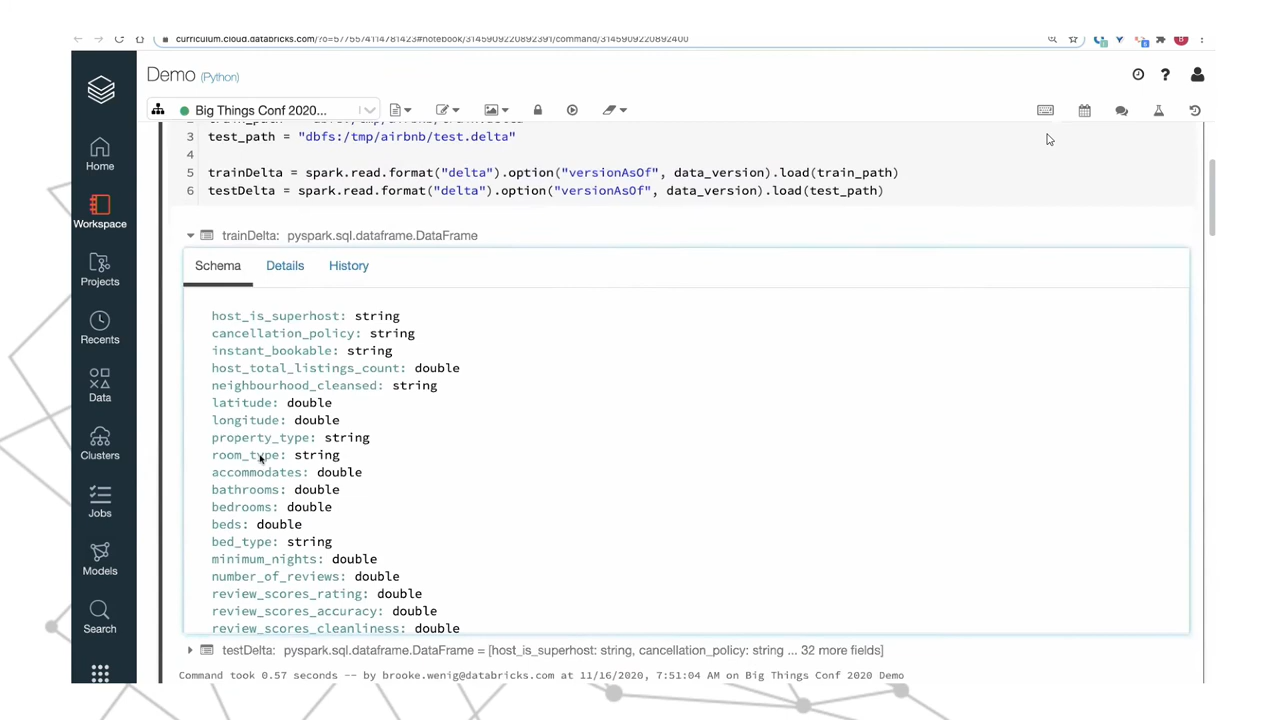 curriculum.cloud.databricks.com/?o=5775574114781423#notebook/3145909220892391/command/3145909220892400
Demo (Python)
Big Things Conf 2020...
Home
Workspace
Projects
Recents
Data
Clusters
Jobs
Models
Search
3 test_path = "dbfs:/tmp/airbnb/test.delta"
4
5 trainDelta = spark.read.format("delta").option("versionAsOf", data_version).load(train_path)
6 testDelta = spark.read.format("delta").option("versionAsOf", data_version).load(test_path)
trainDelta: pyspark.sql.dataframe.DataFrame
Schema Details History
host_is_superhost: string
cancellation_policy: string
instant_bookable: string
host_total_listings_count: double
neighbourhood_cleansed: string
latitude: double
longitude: double
property_type: string
room_type: string
accommodates: double
bathrooms: double
bedrooms: double
beds: double
bed_type: string
minimum_nights: double
number_of_reviews: double
review_scores_rating: double
review_scores_accuracy: double
review_scores_cleanliness: double
testDelta: pyspark.sql.dataframe.DataFrame = [host_is_superhost: string, cancellation_policy: string ... 32 more fields]
Command took 0.57 seconds -- by brooke.wenig@databricks.com at 11/16/2020, 7:51:04 AM on Big Things Conf 2020 Demo